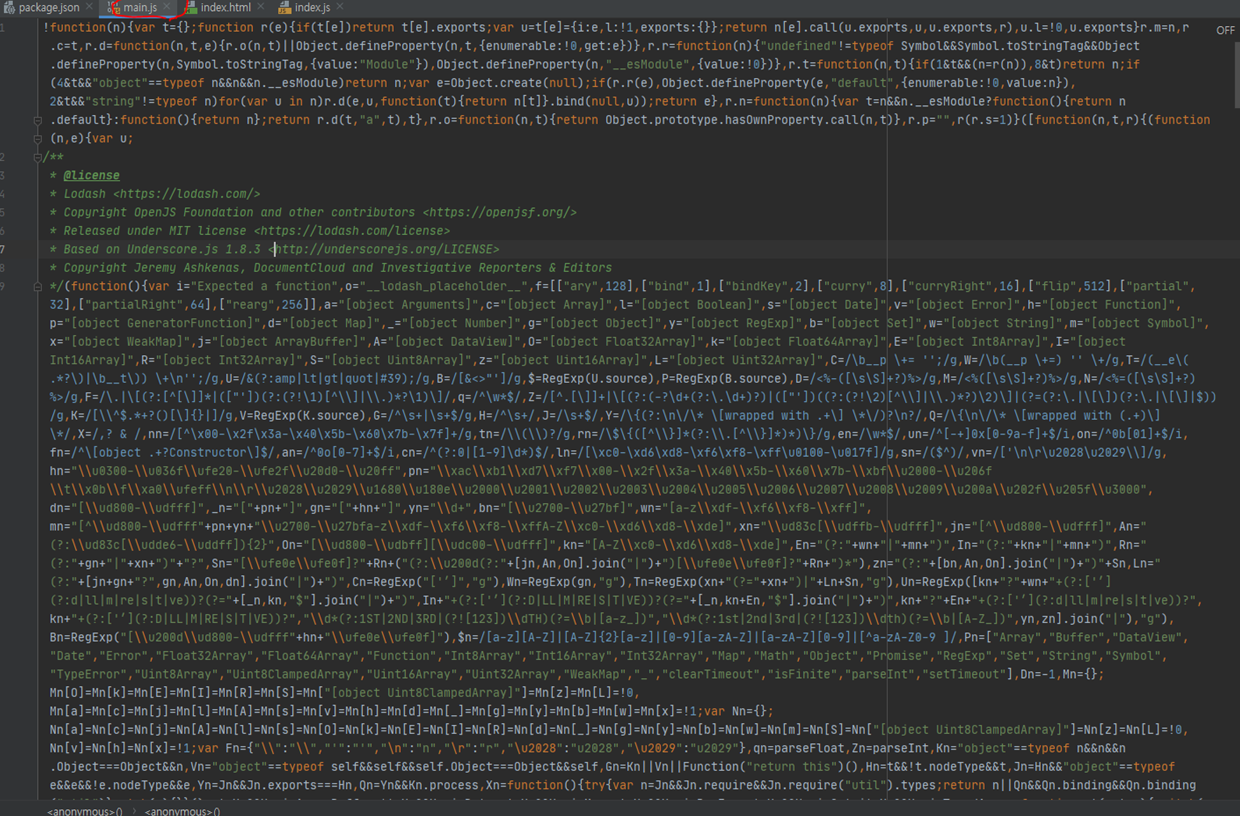 package.json
main.js
index.html
index.js
OFF
1 !function(n){var t={};function r(e){if(t[e])return t[e].exports;var u=t[e]={i:e,l:!1,exports:{}};return n[e].call(u.exports,u,u.exports,r),u.l=!0,u.exports}r.m=n,r
.c=t,r.d=function(n,t,e){r.o(n,t)||Object.defineProperty(n,t,{enumerable:!0,get:e})},r.r=function(n){"undefined"!=typeof Symbol&&Symbol.toStringTag&&Object
.defineProperty(n,Symbol.toStringTag,{value:"Module"}),Object.defineProperty(n,"__esModule",{value:!0})},r.t=function(n,t){if(1&t&&(n=r(n)),8&t)return n;if
(4&t&&"object"==typeof n&&n&&n.__esModule)return n;var e=Object.create(null);if(r.r(e),Object.defineProperty(e,"default",{enumerable:!0,value:n}),
2&t&&"string"!=typeof n)for(var u in n)r.d(e,u,function(t){return n[t]}.bind(null,u));return e},r.n=function(n){var t=n&&n.__esModule?function(){return n
.default}:function(){return n};return r.d(t,"a",t),t},r.o=function(n,t){return Object.prototype.hasOwnProperty.call(n,t)},r.p="",r(r.s=1)}([function(n,t,r){(function
(n,e){var u;
2 /**
3 * @license
4 * Lodash <https://lodash.com/>
5 * Copyright OpenJS Foundation and other contributors <https://openjsf.org/>
6 * Released under MIT license <https://lodash.com/license>
7 * Based on Underscore.js 1.8.3 <http://underscorejs.org/LICENSE>
8 * Copyright Jeremy Ashkenas, DocumentCloud and Investigative Reporters & Editors
9 */(function(){var i="Expected a function",o="__lodash_placeholder__",f=[["ary",128],["bind",1],["bindKey",2],["curry",8],["curryRight",16],["flip",512],["partial",
32],["partialRight",64],["rearg",256]],a="[object Arguments]",c="[object Array]",l="[object Boolean]",s="[object Date]",v="[object Error]",h="[object Function]",
p="[object GeneratorFunction]",d="[object Map]",_="[object Number]",g="[object Object]",y="[object RegExp]",b="[object Set]",w="[object String]",m="[object Symbol]",
x="[object WeakMap]",j="[object ArrayBuffer]",A="[object DataView]",O="[object Float32Array]",k="[object Float64Array]",E="[object Int8Array]",I="[object
Int16Array]",R="[object Int32Array]",S="[object Uint8Array]",z="[object Uint16Array]",L="[object Uint32Array]",C=/\b__p \+= '';/g,W=/\b(__p \+=) '' \+/g,T=/(__e\(
.*?\)|\b__t\)) \+\n'';/g,U=/&(?:amp|lt|gt|quot|#39);/g,B=/[&<>"']/g,$=RegExp(U.source),P=RegExp(B.source),D=/<%-([\s\S]+?)%>/g,M=/<%([\s\S]+?)%>/g,N=/<%=([\s\S]+?)
%>/g,F=/\.|\[(?:[^[\]]*|(["'])(?:(?!\1)[^\\]|\\.)*?\1)\]/,q=/^\w*$/,Z=/[^.[\]]+|\[(?:(-?\d+(?:\.\d+)?)|(["'])((?:(?!\2)[^\\]|\\.)*?)\2)\]|(?=(?:\.|\[\])(?:\.|\[\]|$))
/g,K=/[\\^$.*+?()[\]{}|]/g,V=RegExp(K.source),G=/^\s+|\s+$/g,H=/^\s+/,J=/\s+$/,Y=/\{(?:\n\/\* \[wrapped with .+\] \*\/)?\n?/,Q=/\{\n\/\* \[wrapped with (.+)\]
\*/,X=/,? & /,nn=/[^\x00-\x2f\x3a-\x40\x5b-\x60\x7b-\x7f]+/g,tn=/\\(\\)?/g,rn=/\$\{([^\\}]*(?:\\.[^\\}]*)*)\}/g,en=/\w*$/,un=/^[-+]0x[0-9a-f]+$/i,on=/^0b[01]+$/i,
fn=/^\[object .+?Constructor\]$/,an=/^0o[0-7]+$/i,cn=/^(?:0|[1-9]\d*)$/,ln=/[\xc0-\xd6\xd8-\xf6\xf8-\xff\u0100-\u017f]/g,sn=/($^)/,vn=/['\n\r\u2028\u2029\\]/g,
hn="\\u0300-\\u036f\\ufe20-\\ufe2f\\u20d0-\\u20ff",pn="\\xac\\xb1\\xd7\\xf7\\x00-\\x2f\\x3a-\\x40\\x5b-\\x60\\x7b-\\xbf\\u2000-\\u206f
\\t\\x0b\\f\\xa0\\ufeff\\n\\r\\u2028\\u2029\\u1680\\u180e\\u2000\\u2001\\u2002\\u2003\\u2004\\u2005\\u2006\\u2007\\u2008\\u2009\\u200a\\u202f\\u205f\\u3000",
dn="[\\ud800-\\udfff]",_n="["+pn+"]",gn="["+hn+"]",yn="\\d+",bn="[\\u2700-\\u27bf]",wn="[a-z\\xdf-\\xf6\\xf8-\\xff]",
mn="[^\\ud800-\\udfff"+pn+yn+"\\u2700-\\u27bfa-z\\xdf-\\xf6\\xf8-\\xffA-Z\\xc0-\\xd6\\xd8-\\xde]",xn="\\ud83c[\\udffb-\\udfff]",jn="[^\\ud800-\\udfff]",An="
(?:\\ud83c[\\udde6-\\uddff]){2}",On="[\\ud800-\\udbff][\\udc00-\\udfff]",kn="[A-Z\\xc0-\\xd6\\xd8-\\xde]",En="(?:"+wn+"|"+mn+")",In="(?:"+kn+"|"+mn+")",Rn="
(?:"+gn+"|"+xn+")"+"?",Sn="[\\ufe0e\\ufe0f]?"+Rn+("(?:\\u200d(?:"+[jn,An,On].join("|")+")[\\ufe0e\\ufe0f]?"+Rn+")*"),zn="(?:"+[bn,An,On].join("|")+")"+Sn,Ln="
(?:"+[jn+gn+"?",gn,An,On,dn].join("|")+")",Cn=RegExp("['’]","g"),Wn=RegExp(gn,"g"),Tn=RegExp(xn+"(?="+xn+")|"+Ln+Sn,"g"),Un=RegExp([kn+"?"+wn+"+(?:['’]
(?:d|ll|m|re|s|t|ve))?(?="+[_n,kn,"$"].join("|")+")",In+"+(?:['’](?:D|LL|M|RE|S|T|VE))?(?="+[_n,kn+En,"$"].join("|")+")",kn+"?"+En+"+(?:['’](?:d|ll|m|re|s|t|ve))?",
kn+"+(?:['’](?:D|LL|M|RE|S|T|VE))?","\\d*(?:1ST|2ND|3RD|(?![123])\\dTH)(?=\\b|[a-z_])","\\d*(?:1st|2nd|3rd|(?![123])\\dth)(?=\\b|[A-Z_])",yn,zn].join("|"),"g"),
Bn=RegExp("[\\u200d\\ud800-\\udfff"+hn+"\\ufe0e\\ufe0f]"),$n=/[a-z][A-Z]|[A-Z]{2}[a-z]|[0-9][a-zA-Z]|[a-zA-Z][0-9]|[^a-zA-Z0-9 ]/,Pn=["Array","Buffer","DataView",
"Date","Error","Float32Array","Float64Array","Function","Int8Array","Int16Array","Int32Array","Map","Math","Object","Promise","RegExp","Set","String","Symbol",
"TypeError","Uint8Array","Uint8ClampedArray","Uint16Array","Uint32Array","WeakMap","_","clearTimeout","isFinite","parseInt","setTimeout"],Dn=-1,Mn={};
Mn[O]=Mn[k]=Mn[E]=Mn[I]=Mn[R]=Mn[S]=Mn["[object Uint8ClampedArray]"]=Mn[z]=Mn[L]=!0,
Mn[a]=Mn[c]=Mn[j]=Mn[l]=Mn[A]=Mn[s]=Mn[v]=Mn[h]=Mn[d]=Mn[_]=Mn[g]=Mn[y]=Mn[b]=Mn[w]=Mn[x]=!1;var Nn={};
Nn[a]=Nn[c]=Nn[j]=Nn[A]=Nn[l]=Nn[s]=Nn[O]=Nn[k]=Nn[E]=Nn[I]=Nn[R]=Nn[d]=Nn[_]=Nn[g]=Nn[y]=Nn[b]=Nn[w]=Nn[m]=Nn[S]=Nn["[object Uint8ClampedArray]"]=Nn[z]=Nn[L]=!0,
Nn[v]=Nn[h]=Nn[x]=!1;var Fn={"\\":"\\","'":"'","\n":"n","\r":"r","\u2028":"u2028","\u2029":"u2029"},qn=parseFloat,Zn=parseInt,Kn="object"==typeof n&&n&&n
.Object===Object&&n,Vn="object"==typeof self&&self&&self.Object===Object&&self,Gn=Kn||Vn||Function("return this")(),Hn=t&&!t.nodeType&&t,Jn=Hn&&"object"==typeof
e&&e&&!e.nodeType&&e,Yn=Jn&&Jn.exports===Hn,Qn=Yn&&Kn.process,Xn=function(){try{var n=Jn&&Jn.require&&Jn.require("util").types;return n||Qn&&Qn.binding&&Qn.binding
<anonymous>() <anonymous>()